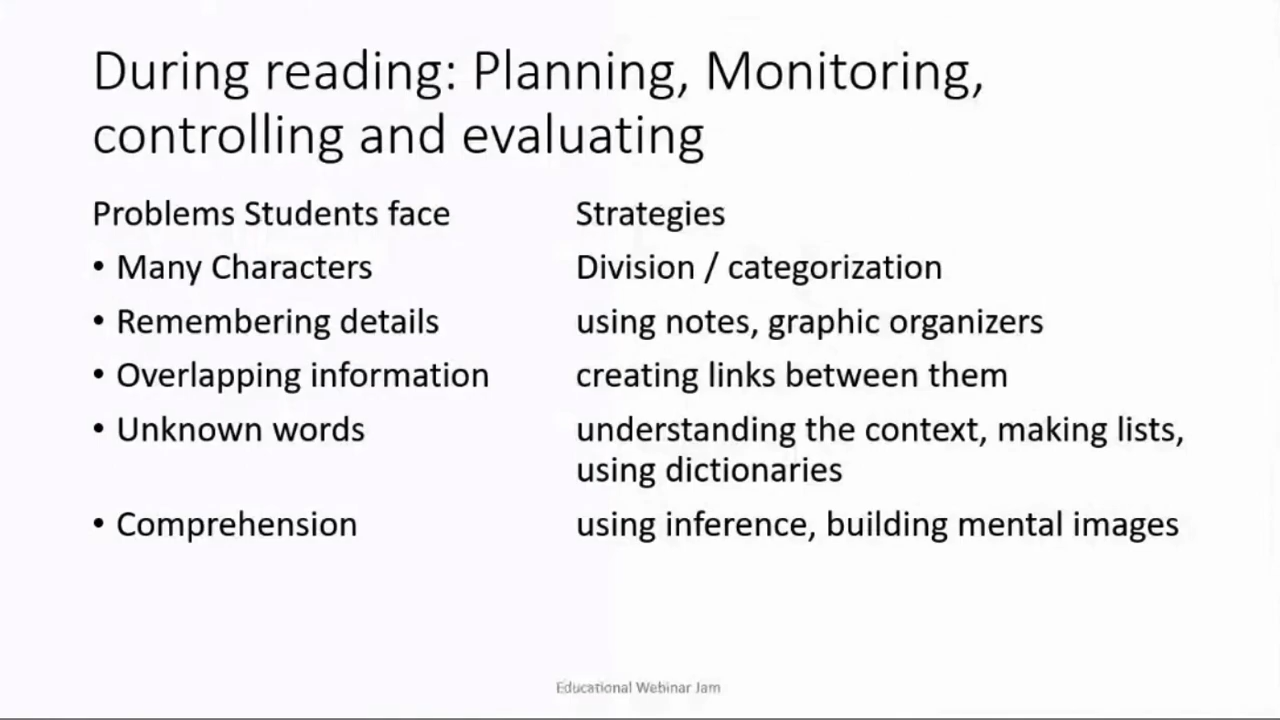 During reading: Planning, Monitoring,
controlling and evaluating
Problems Students face
Strategies
• Many Characters
Division / categorization
• Remembering details
using notes, graphic organizers
• Overlapping information
creating links between them
• Unknown words
understanding the context, making lists,
using dictionaries
• Comprehension
using inference, building mental images
Educational Webinar Jam